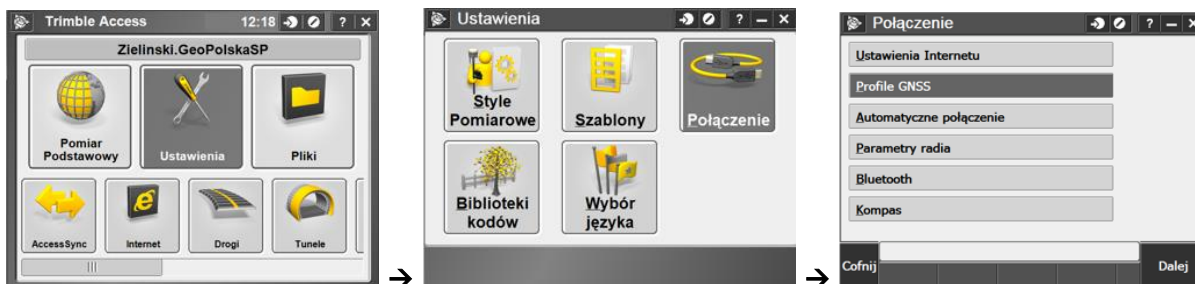 Trimble Access 12:18 ? X
Zielinski.GeoPolskaSP
Pomiar
Podstawowy
Ustawienia
Pliki
AccessSync
Internet
Drogi
Tunele
→
Ustawienia ? – X
Style
Pomiarowe
Szablony
Połączenie
Biblioteki
kodów
Wybór
języka
→
Połączenie ? – X
Ustawienia Internetu
Profile GNSS
Automatyczne połączenie
Parametry radia
Bluetooth
Kompas
Cofnij
Dalej